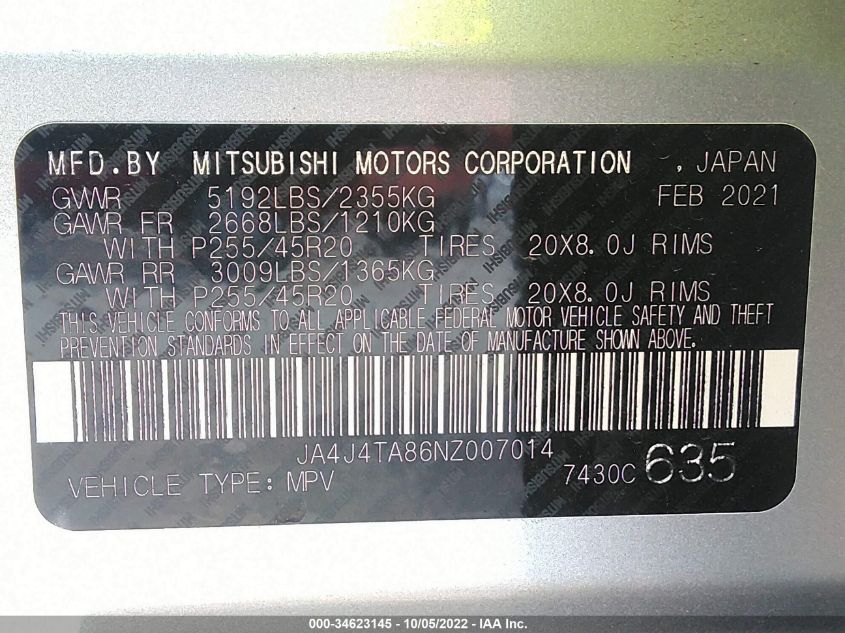 MFD.BY MITSUBISHI MOTORS CORPORATION , JAPAN
GVWR 5192LBS/2355KG FEB 2021
GAWR FR 2668LBS/1210KG
WITH P255/45R20 TIRES 20X8.0J RIMS
GAWR RR 3009LBS/1365KG
WITH P255/45R20 TIRES 20X8.0J RIMS
THIS VEHICLE CONFORMS TO ALL APPLICABLE FEDERAL MOTOR VEHICLE SAFETY AND THEFT
PREVENTION STANDARDS IN EFFECT ON THE DATE OF MANUFACTURE SHOWN ABOVE.
JA4J4TA86NZ007014
VEHICLE TYPE: MPV 7430C 635
000-34623145 - 10/05/2022 - IAA Inc.